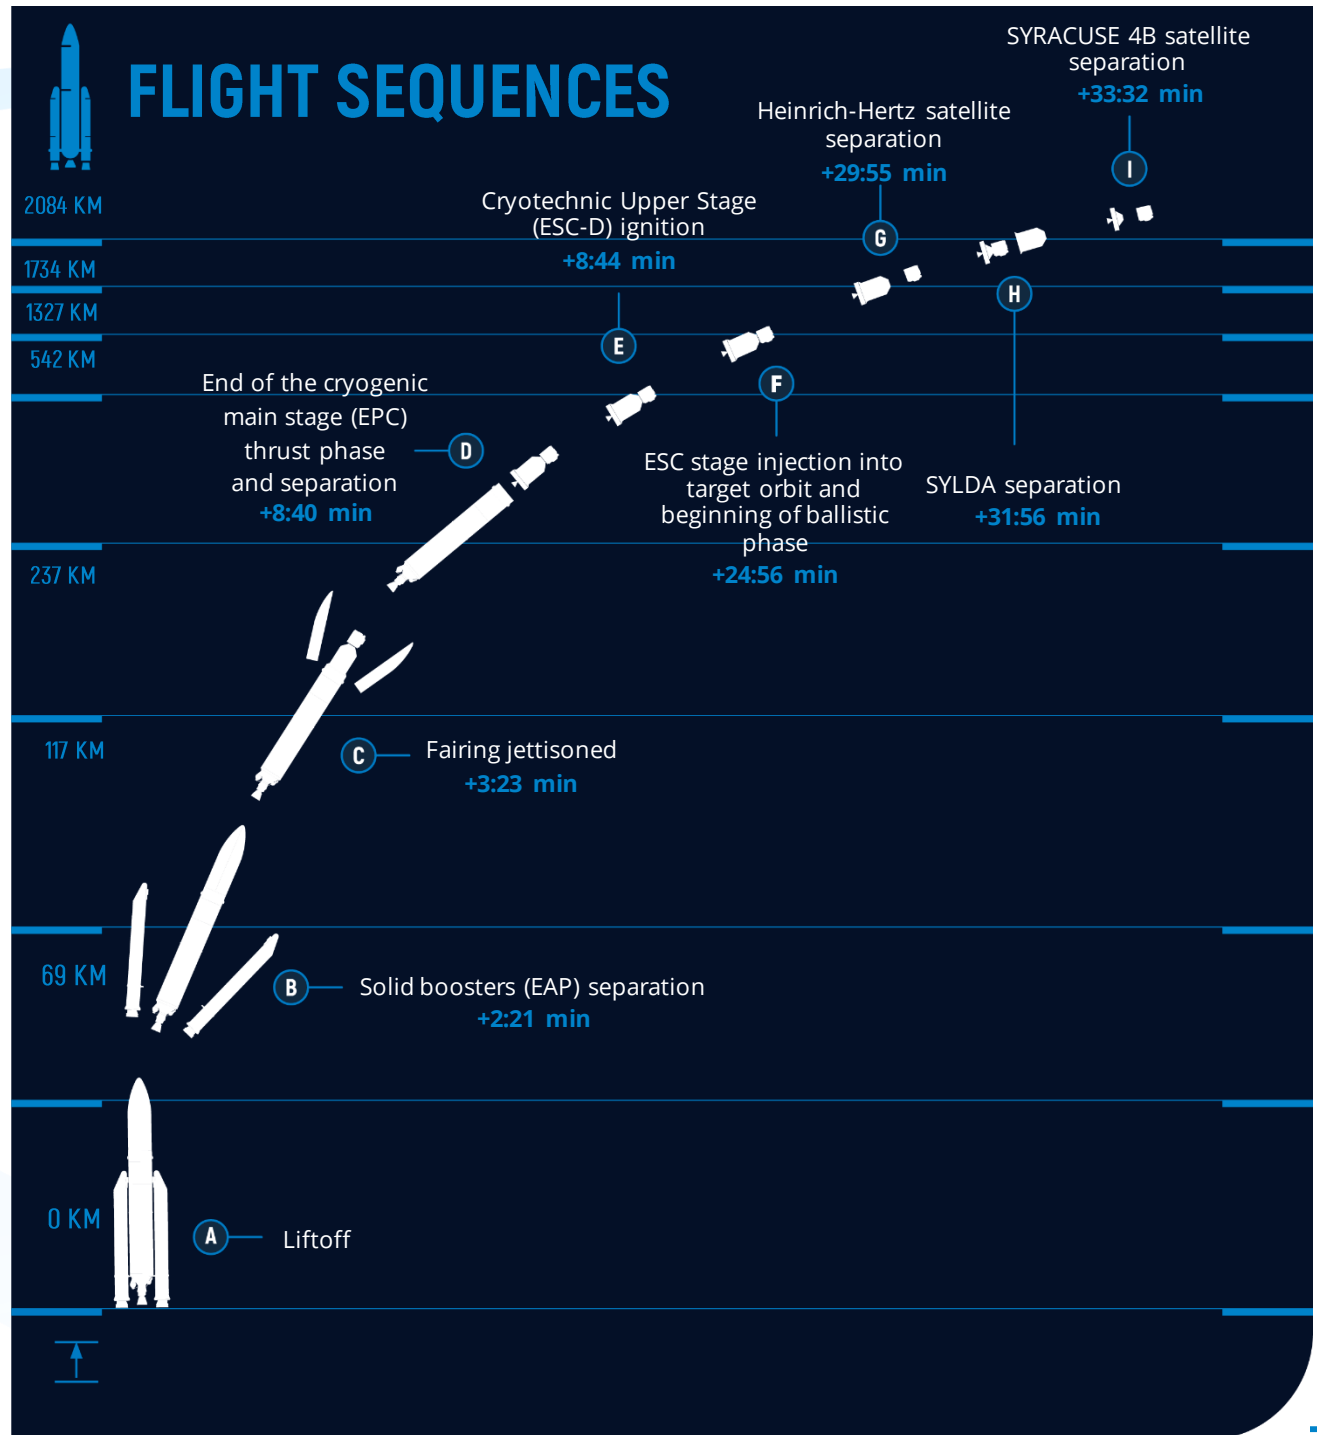 FLIGHT SEQUENCES
SYRACUSE 4B satellite
separation
+33:32 min
I
Heinrich-Hertz satellite
separation
+29:55 min
G
2084 KM
Cryotechnic Upper Stage
(ESC-D) ignition
+8:44 min
E
1734 KM
H
SYLDA separation
+31:56 min
1327 KM
542 KM
F
ESC stage injection into
target orbit and
beginning of ballistic
phase
+24:56 min
End of the cryogenic
main stage (EPC)
thrust phase
and separation
+8:40 min
D
237 KM
117 KM
C
Fairing jettisoned
+3:23 min
69 KM
B
Solid boosters (EAP) separation
+2:21 min
0 KM
A
Liftoff